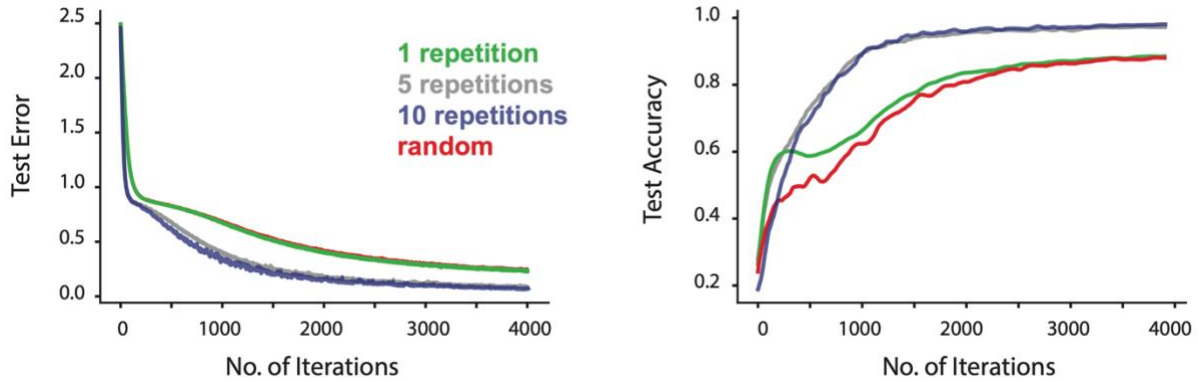 Test Error
2.5
2.0
1.5
1.0
0.5
0.0
0 1000 2000 3000 4000
No. of Iterations
1 repetition
5 repetitions
10 repetitions
random
Test Accuracy
1.0
0.8
0.6
0.4
0.2
0 1000 2000 3000 4000
No. of Iterations